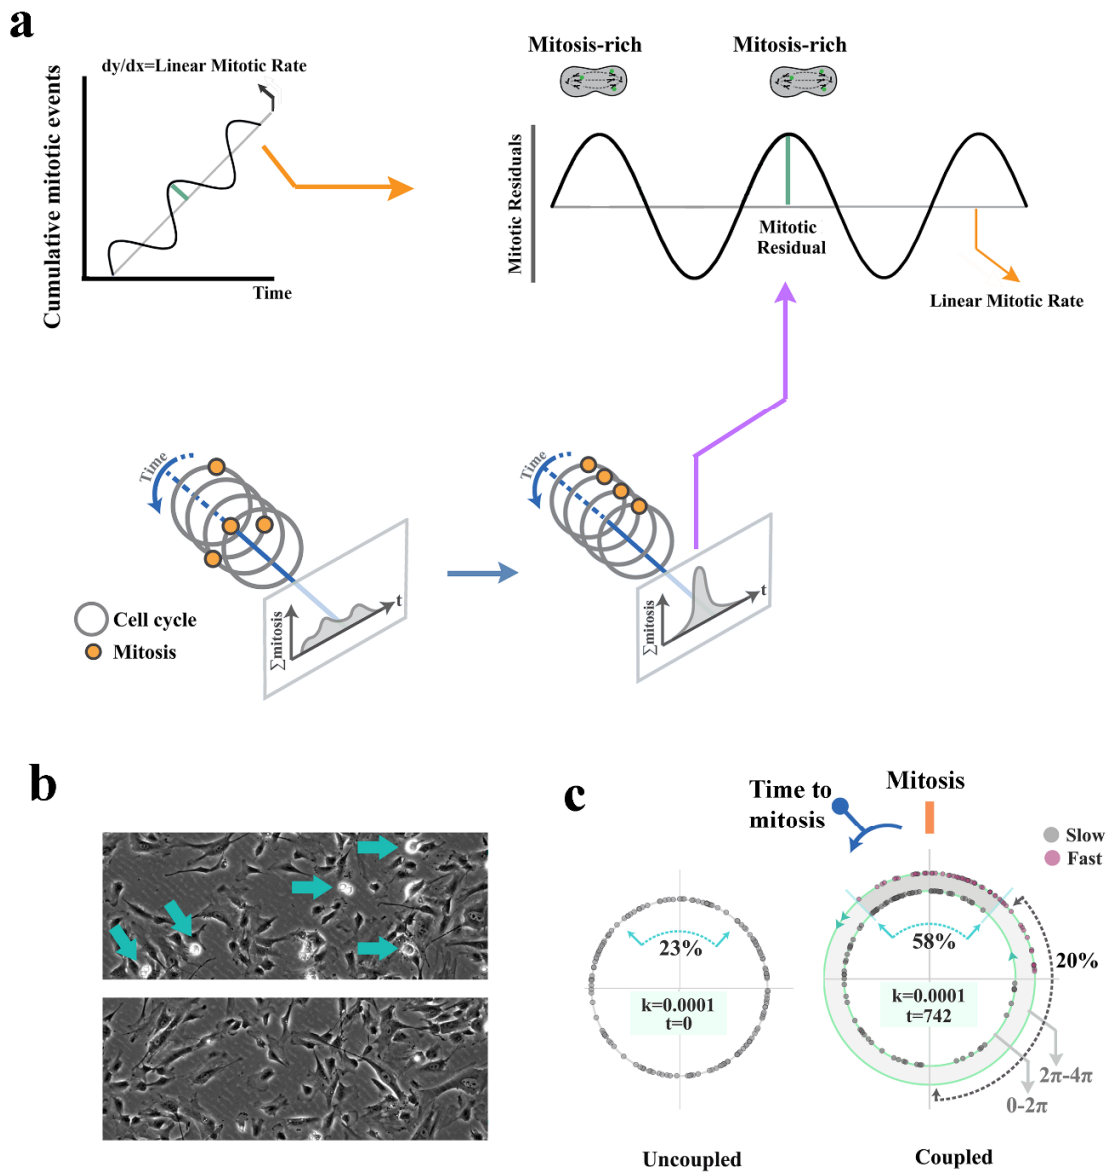 a
dy/dx=Linear Mitotic Rate
Cumulative mitotic events
Time
Mitosis-rich
Mitosis-rich
Mitotic Residuals
Mitotic
Residual
Linear Mitotic Rate
Time
∑mitosis
t
Time
∑mitosis
t
Cell cycle
Mitosis
b
c
Time to
mitosis
Mitosis
Slow
Fast
23%
k=0.0001
t=0
Uncoupled
58%
20%
k=0.0001
t=742
2π-4π
0-2π
Coupled